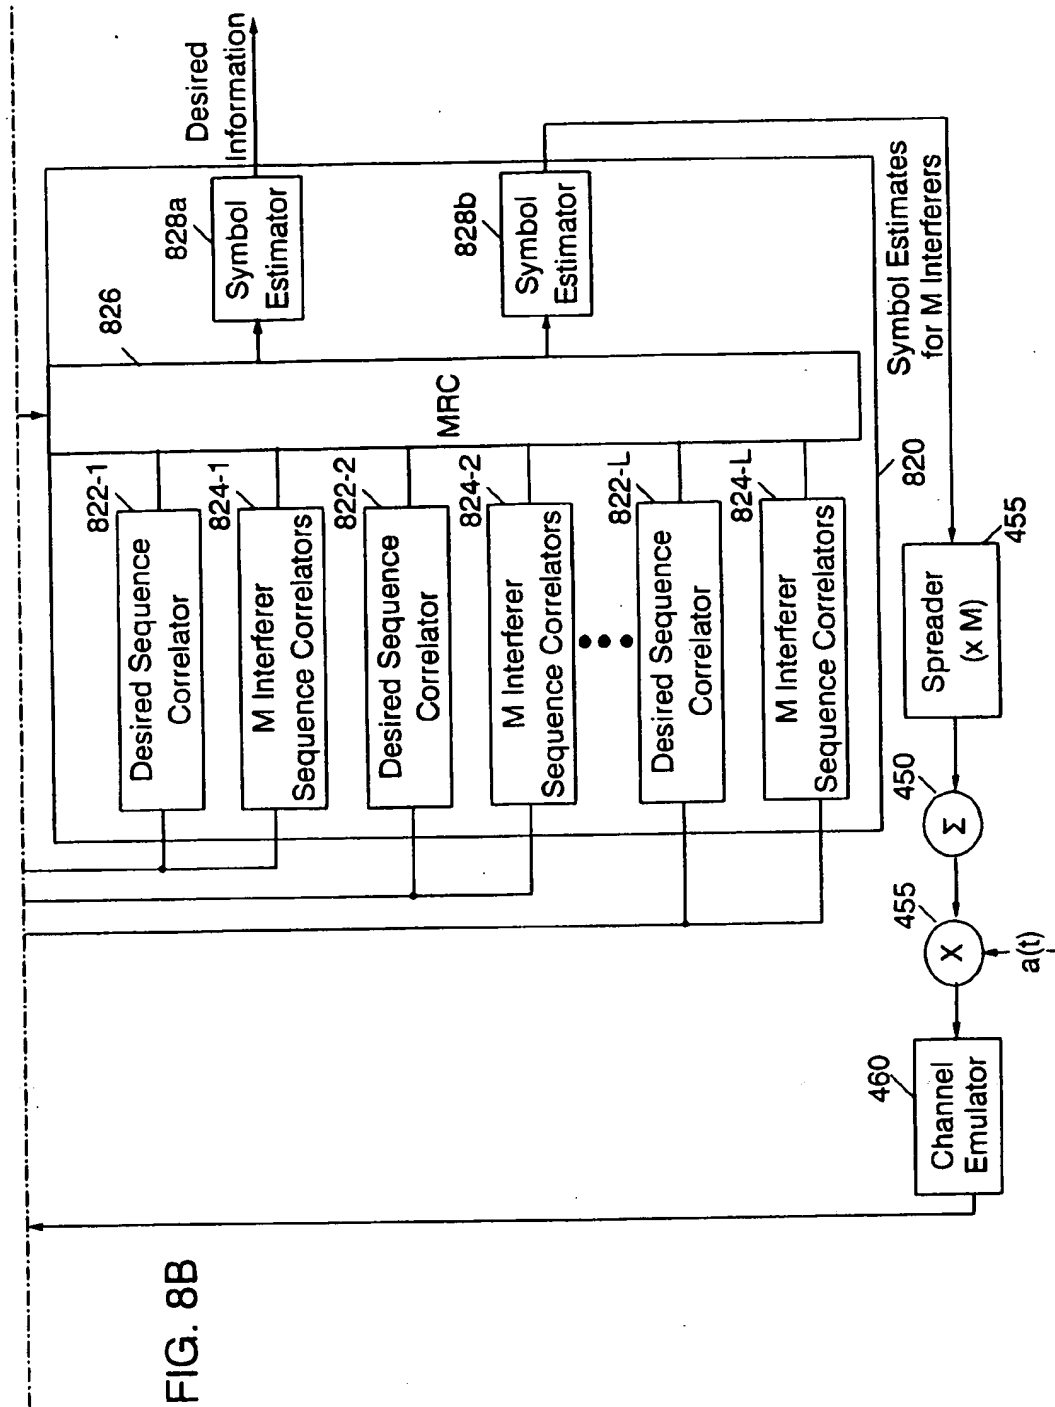 822-1
Desired Sequence
Correlator
824-1
M Interferer
Sequence Correlators
822-2
Desired Sequence
Correlator
824-2
M Interferer
Sequence Correlators
822-L
Desired Sequence
Correlator
824-L
M Interferer
Sequence Correlators
826
MRC
828a
Symbol
Estimator
Desired
Information
828b
Symbol
Estimator
820
Symbol Estimates
for M Interferers
460
Channel
Emulator
455
X
a(t)
450
Σ
Spreader
(x M)
455
FIG. 8B